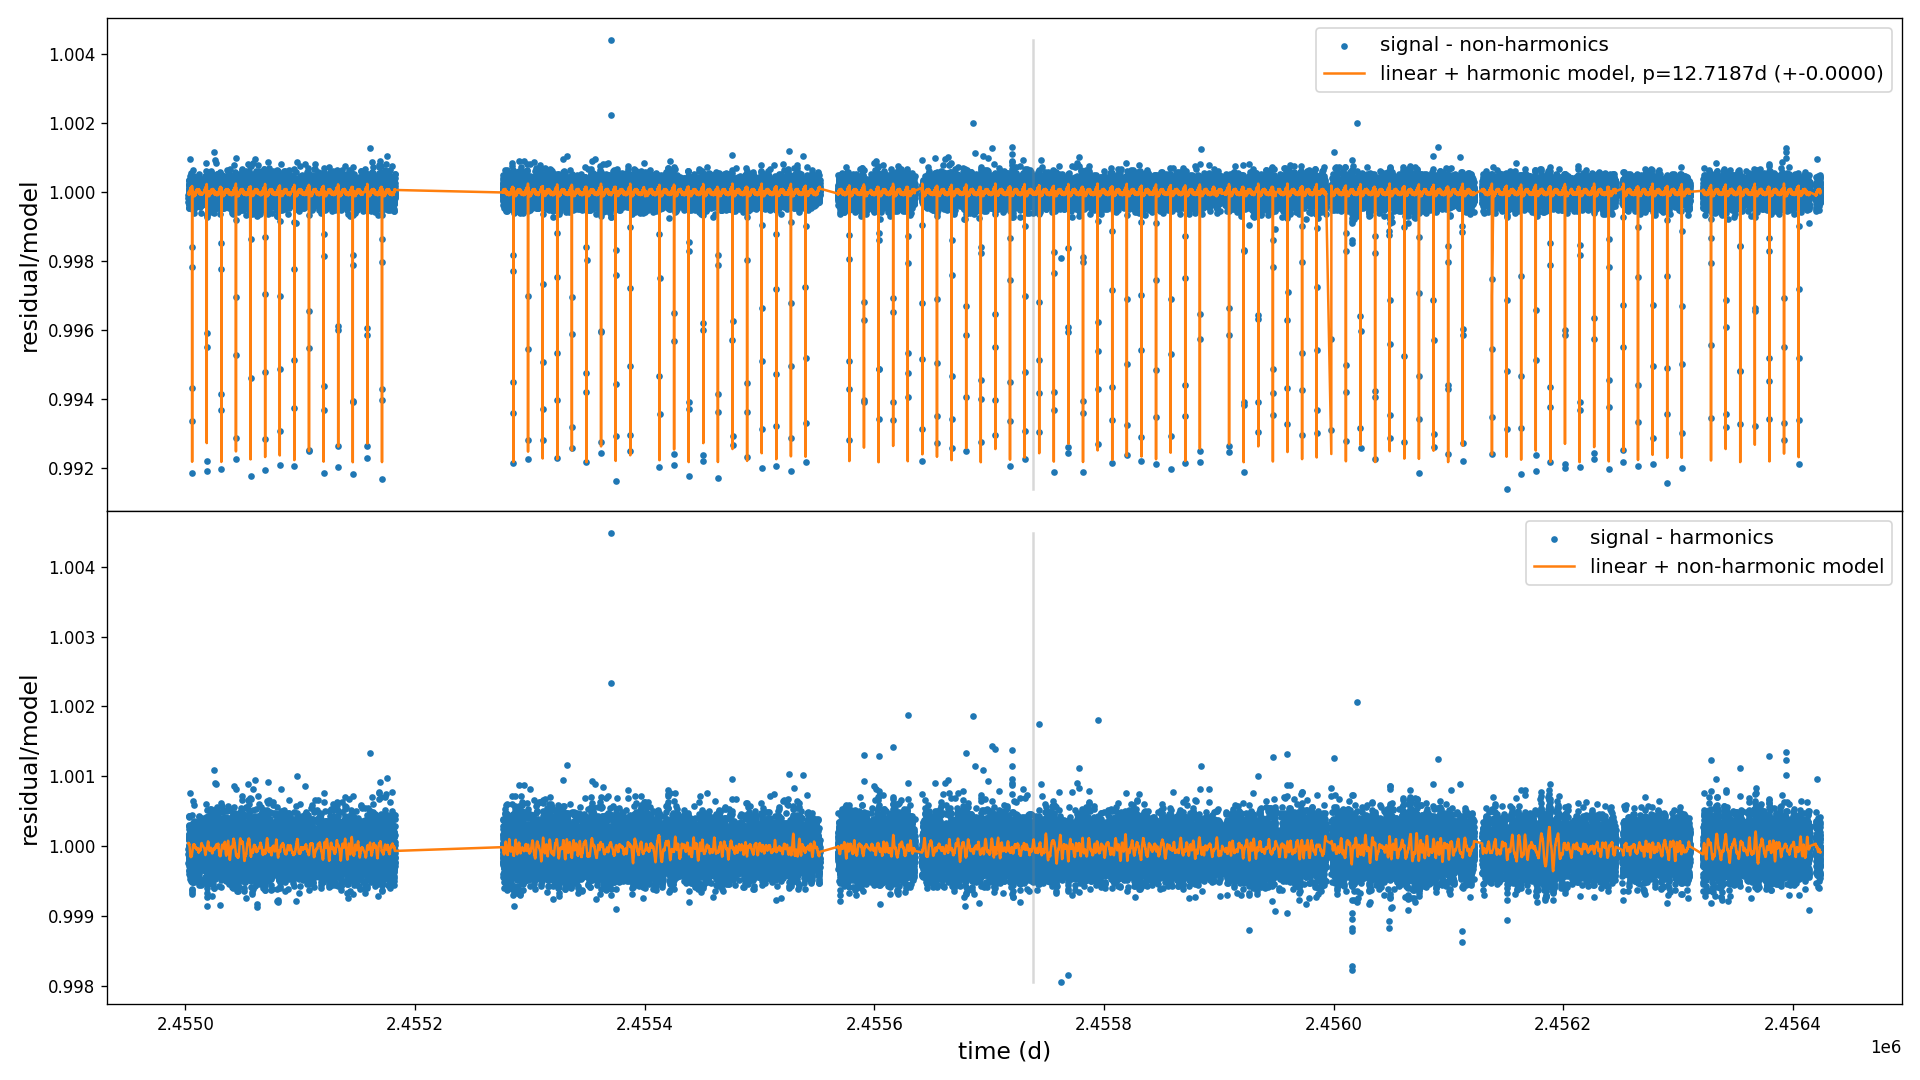 1.004
1.002
1.000
0.998
0.996
0.994
0.992
residual/model
signal - non-harmonics
linear + harmonic model, p=12.7187d (+-0.0000)
1.004
1.003
1.002
1.001
1.000
0.999
0.998
residual/model
signal - harmonics
linear + non-harmonic model
2.4550 2.4552 2.4554 2.4556 2.4558 2.4560 2.4562 2.4564
1e6
time (d)